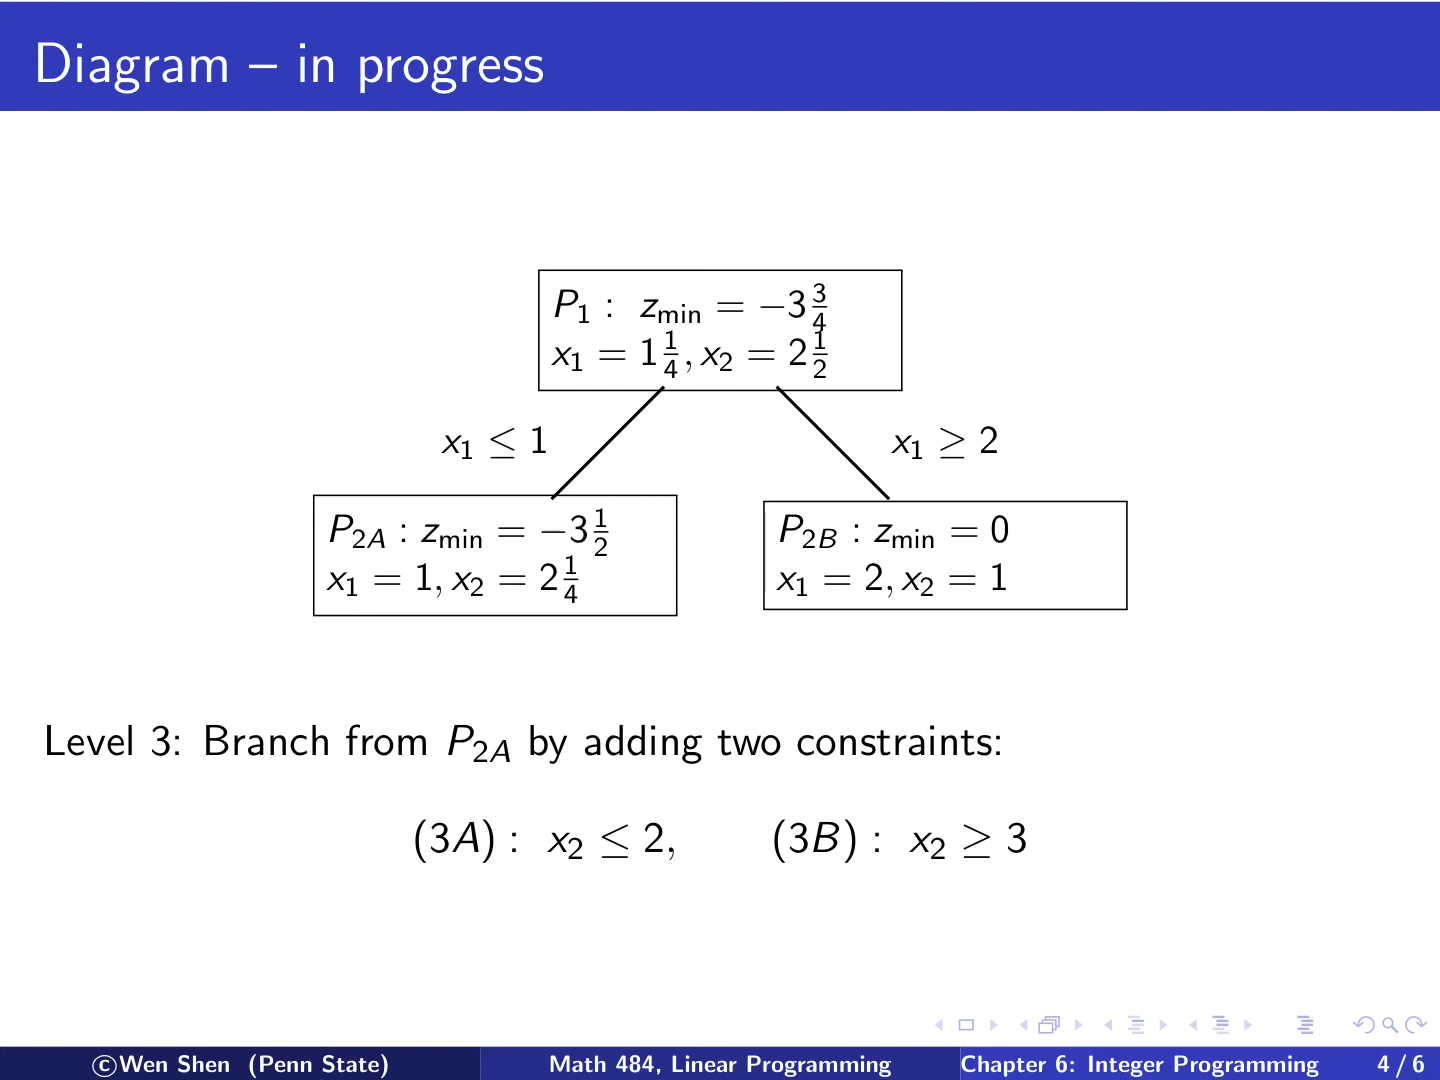 Diagram – in progress
P₁ : z_min = −3 3/4
x₁ = 1 1/4, x₂ = 2 1/2
x₁ ≤ 1
x₁ ≥ 2
P₂A : z_min = −3 1/2
x₁ = 1, x₂ = 2 1/4
P₂B : z_min = 0
x₁ = 2, x₂ = 1
Level 3: Branch from P₂A by adding two constraints:
(3A) : x₂ ≤ 2, (3B) : x₂ ≥ 3
©Wen Shen (Penn State) Math 484, Linear Programming Chapter 6: Integer Programming 4 / 6